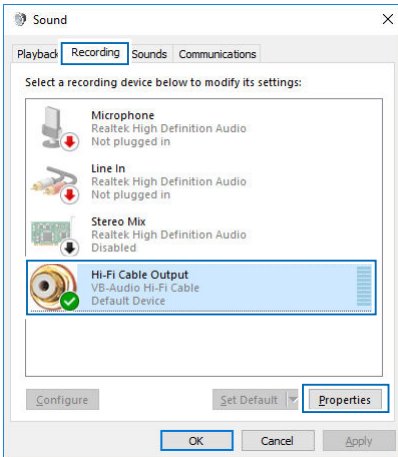 Sound
Playback Recording Sounds Communications
Select a recording device below to modify its settings:
Microphone
Realtek High Definition Audio
Not plugged in
Line In
Realtek High Definition Audio
Not plugged in
Stereo Mix
Realtek High Definition Audio
Disabled
Hi-Fi Cable Output
VB-Audio Hi-Fi Cable
Default Device
Configure Set Default Properties
OK Cancel Apply